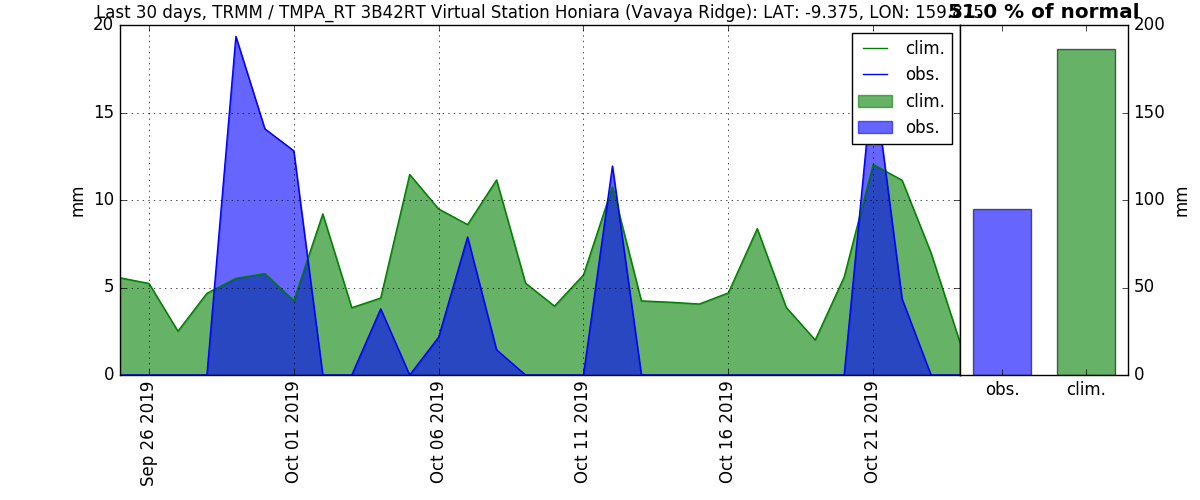 Last 30 days, TRMM / TMPA_RT 3B42RT Virtual Station Honiara (Vavaya Ridge): LAT: -9.375, LON:
51.0 % of normal
20
15
10
5
0
mm
clim.
obs.
clim.
obs.
200
150
100
50
0
mm
obs.
clim.
Sep 26 2019
Oct 01 2019
Oct 06 2019
Oct 11 2019
Oct 16 2019
Oct 21 2019